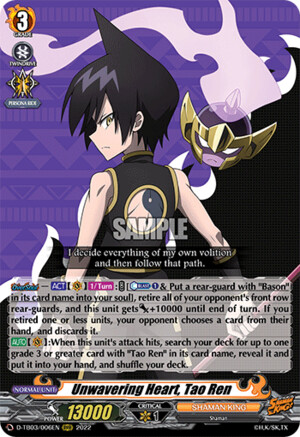 3
GRADE
TWINDRIVE
PERSONA RIDE
SAMPLE
I decide everything of my own volition
and then follow that path.
ACT 1/Turn : & Put a rear-guard with "Bason"
in its card name into your soul], retire all of your opponent's front row
rear-guards, and this unit gets +10000 until end of turn. If you
retired one or less units, your opponent chooses a card from their
hand, and discards it.
AUTO :When this unit's attack hits, search your deck for up to one
grade 3 or greater card with "Tao Ren" in its card name, reveal it and
put it into your hand, and shuffle your deck.
NORMAL UNIT
Unwavering Heart, Tao Ren
Power 13000
CRITICAL
1
SHAMAN KING
D-TB03/006EN RRR 2022
©H.K./SK.TX